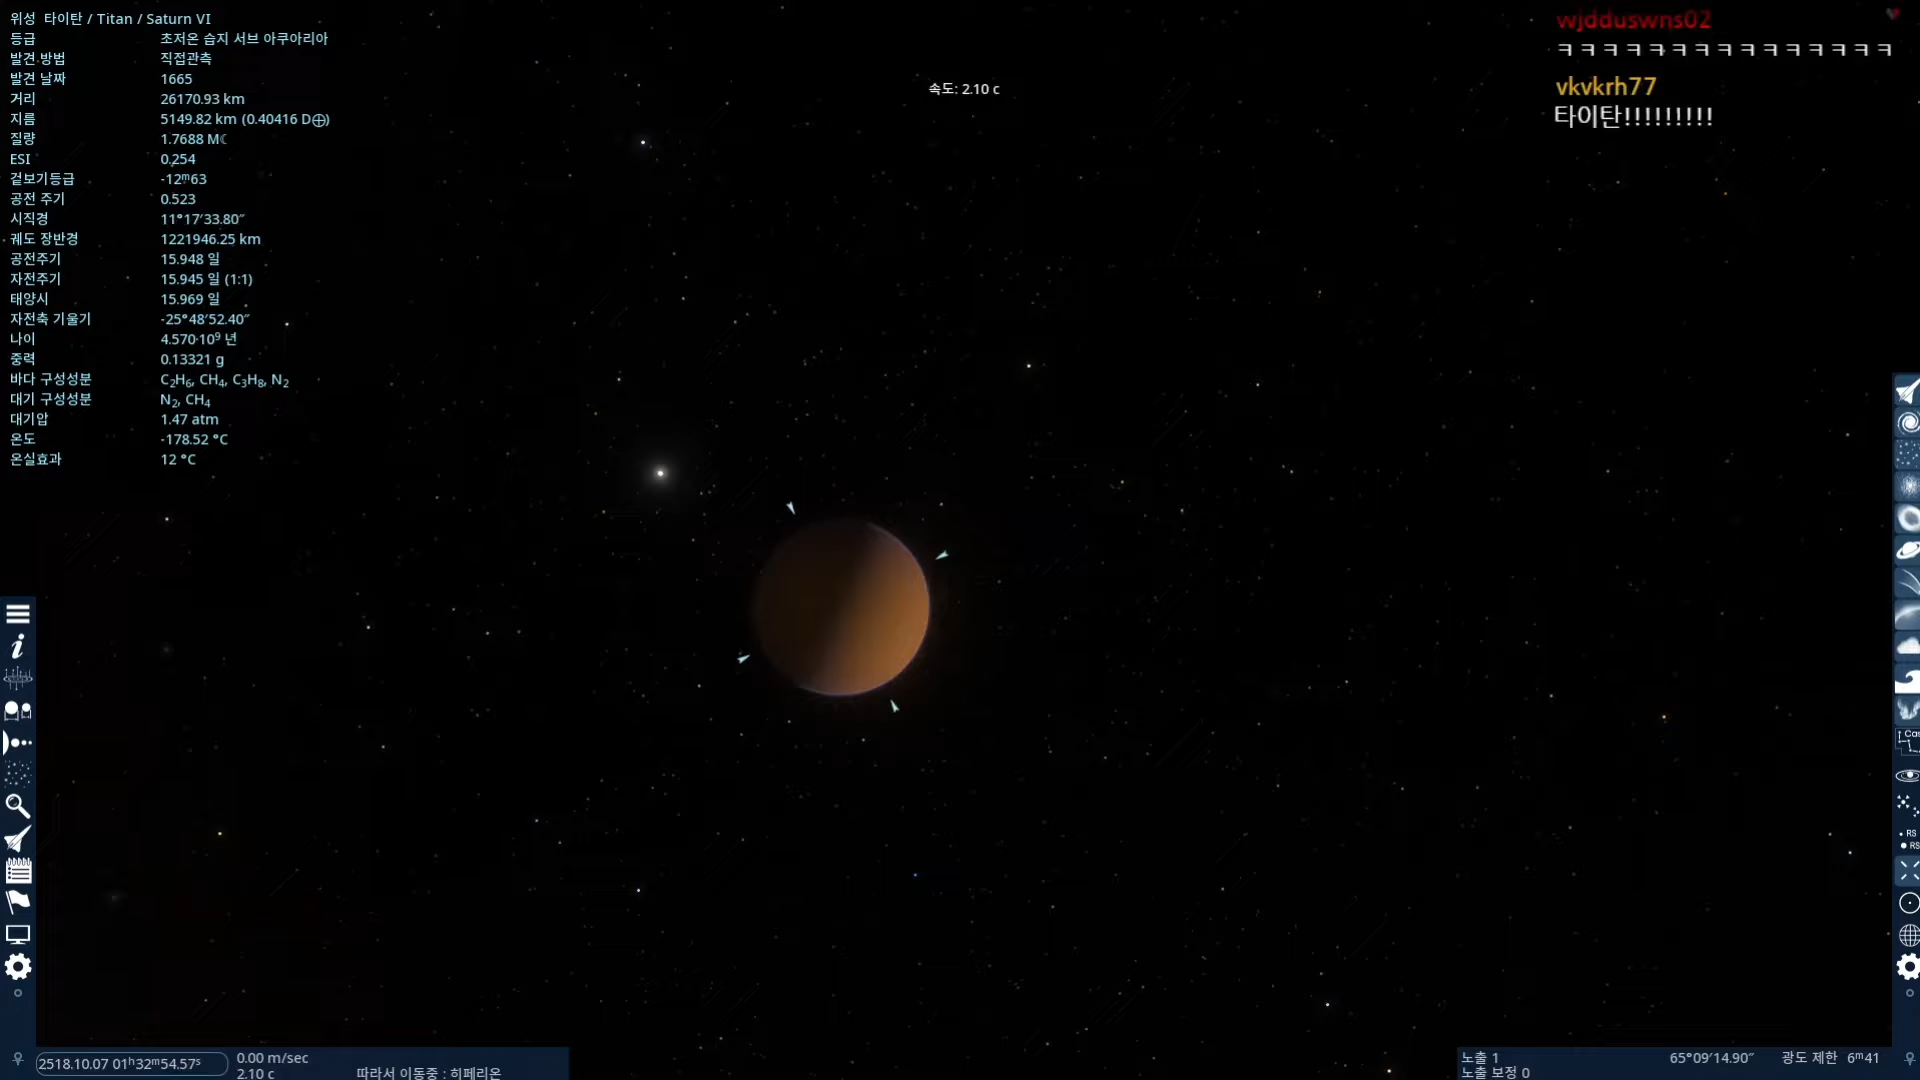 위성 타이탄 / Titan / Saturn VI
등급 초저온 습지 서브 아쿠아리아
발견 방법 직접관측
발견 날짜 1665
거리 26170.93 km
지름 5149.82 km (0.40416 D⊕)
질량 1.7688 M☾
ESI 0.254
겉보기등급 -12ᵐ63
공전 주기 0.523
시직경 11°17′33.80″
궤도 장반경 1221946.25 km
공전주기 15.948 일
자전주기 15.945 일 (1:1)
태양시 15.969 일
자전축 기울기 -25°48′52.40″
나이 4.570·10⁹ 년
중력 0.13321 g
바다 구성성분 C₂H₆, CH₄, C₃H₈, N₂
대기 구성성분 N₂, CH₄
대기압 1.47 atm
온도 -178.52 °C
온실효과 12 °C
속도: 2.10 c
wjdduswns02
ㅋㅋㅋㅋㅋㅋㅋㅋㅋㅋㅋㅋㅋㅋㅋ
vkvkrh77
타이탄!!!!!!!!!
Cas
RS
RS
2518.10.07 01ʰ32ᵐ54.57ˢ
0.00 m/sec
2.10 c
따라서 이동중 : 히페리온
노출 1
노출 보정 0
65°09′14.90″
광도 제한 6ᵐ41